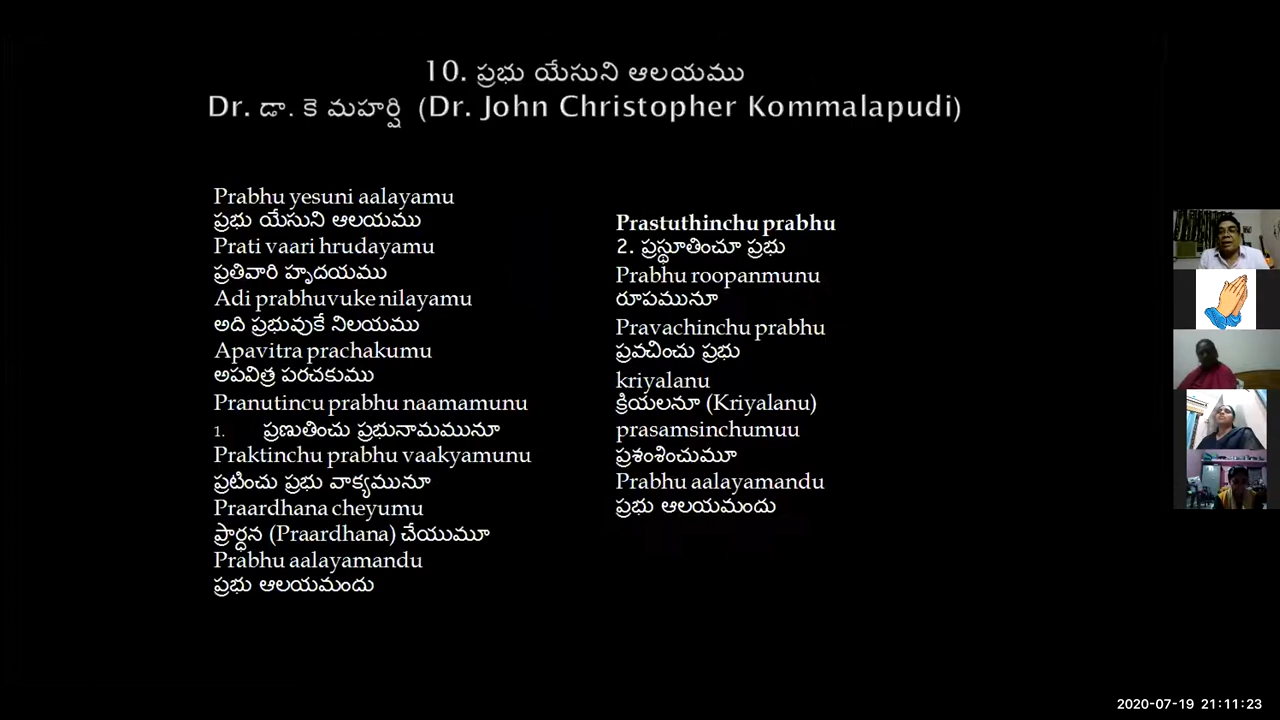 10. ప్రభు యేసుని ఆలయము
Dr. డా. కె మహర్షి (Dr. John Christopher Kommalapudi)
Prabhu yesuni aalayamu
ప్రభు యేసుని ఆలయము
Prati vaari hrudayamu
ప్రతివారి హృదయము
Adi prabhuvuke nilayamu
అది ప్రభువుకే నిలయము
Apavitra prachakumu
అపవిత్ర పరచకుము
Pranutincu prabhu naamamunu
1. ప్రణుతించు ప్రభునామమునూ
Praktinchu prabhu vaakyamunu
ప్రటించు ప్రభు వాక్యమునూ
Praardhana cheyumu
ప్రార్ధన (Praardhana) చేయుమూ
Prabhu aalayamandu
ప్రభు ఆలయమందు
Prastuthinchu prabhu
2. ప్రస్థూతించూ ప్రభు
Prabhu roopanmunu
రూపమునూ
Pravachinchu prabhu
ప్రవచించు ప్రభు
kriyalanu
క్రియలనూ (Kriyalanu)
prasamsinchumuu
ప్రశంశించుమూ
Prabhu aalayamandu
ప్రభు ఆలయమందు
2020-07-19 21:11:23